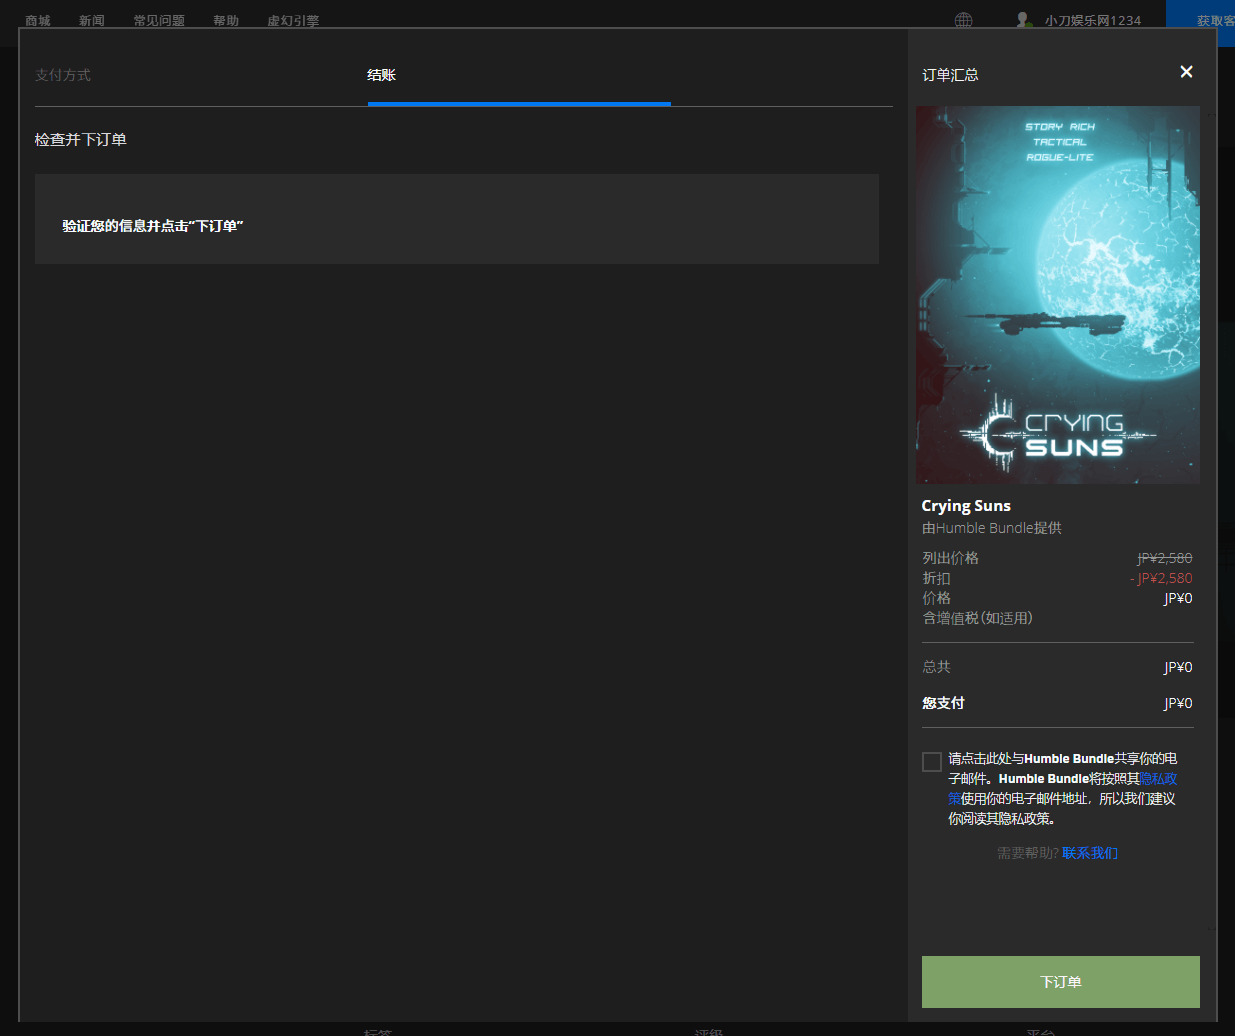 商城 新闻 常见问题 帮助 虚幻引擎 小刀娱乐网1234 获取客
支付方式 结账
订单汇总
检查并下订单
验证您的信息并点击"下订单"
STORY RICH
TACTICAL
ROGUE-LITE
CRYING
SUNS
Crying Suns
由Humble Bundle提供
列出价格 JP¥2,580
折扣 - JP¥2,580
价格 JP¥0
含增值税(如适用)
总共 JP¥0
您支付 JP¥0
请点击此处与Humble Bundle共享你的电
子邮件。Humble Bundle将按照其隐私政
策使用你的电子邮件地址，所以我们建议
你阅读其隐私政策。
需要帮助? 联系我们
下订单
标签 评级 平台